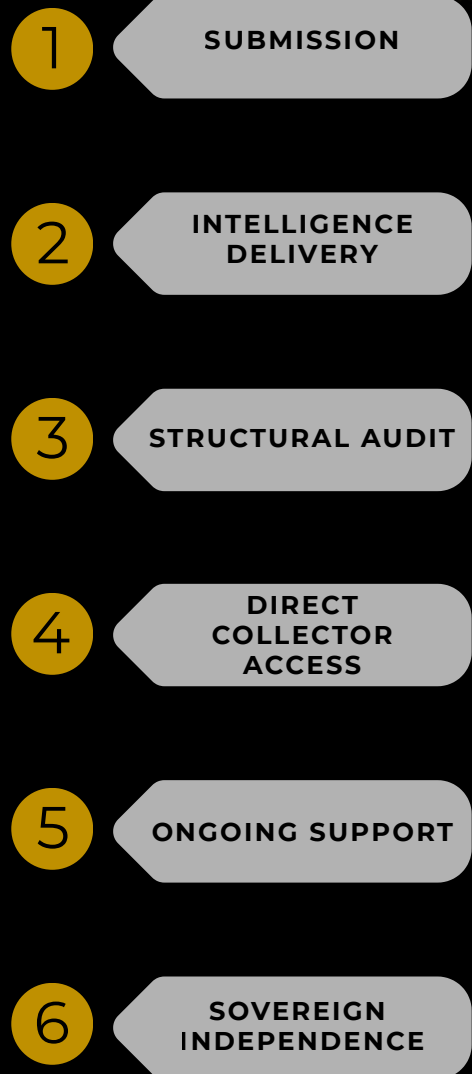 1
SUBMISSION
2
INTELLIGENCE
DELIVERY
3
STRUCTURAL AUDIT
4
DIRECT
COLLECTOR
ACCESS
5
ONGOING SUPPORT
6
SOVEREIGN
INDEPENDENCE